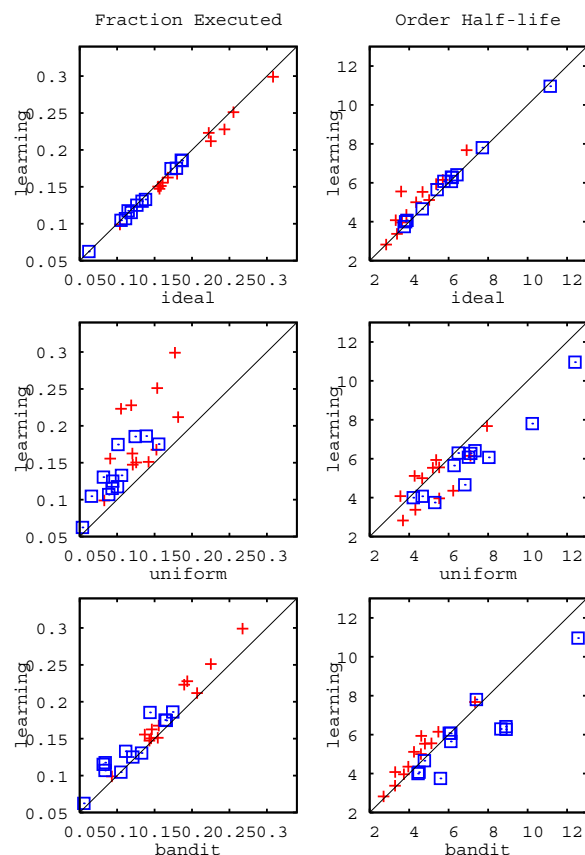 Fraction Executed Order Half-life
0.3 12
0.25 10
0.2 8
0.15 6
0.1 4
0.05 2
learning learning
0.050.10.150.20.250.3 2 4 6 8 10 12
ideal ideal
0.3 12
0.25 10
0.2 8
0.15 6
0.1 4
0.05 2
learning learning
0.050.10.150.20.250.3 2 4 6 8 10 12
uniform uniform
0.3 12
0.25 10
0.2 8
0.15 6
0.1 4
0.05 2
learning learning
0.050.10.150.20.250.3 2 4 6 8 10 12
bandit bandit